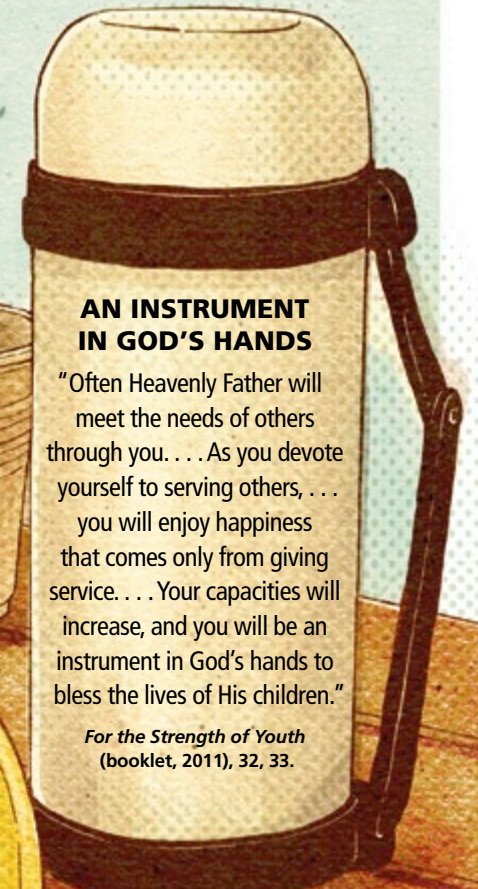 AN INSTRUMENT
IN GOD'S HANDS
"Often Heavenly Father will
meet the needs of others
through you. . . . As you devote
yourself to serving others, . . .
you will enjoy happiness
that comes only from giving
service. . . . Your capacities will
increase, and you will be an
instrument in God's hands to
bless the lives of His children."
For the Strength of Youth
(booklet, 2011), 32, 33.